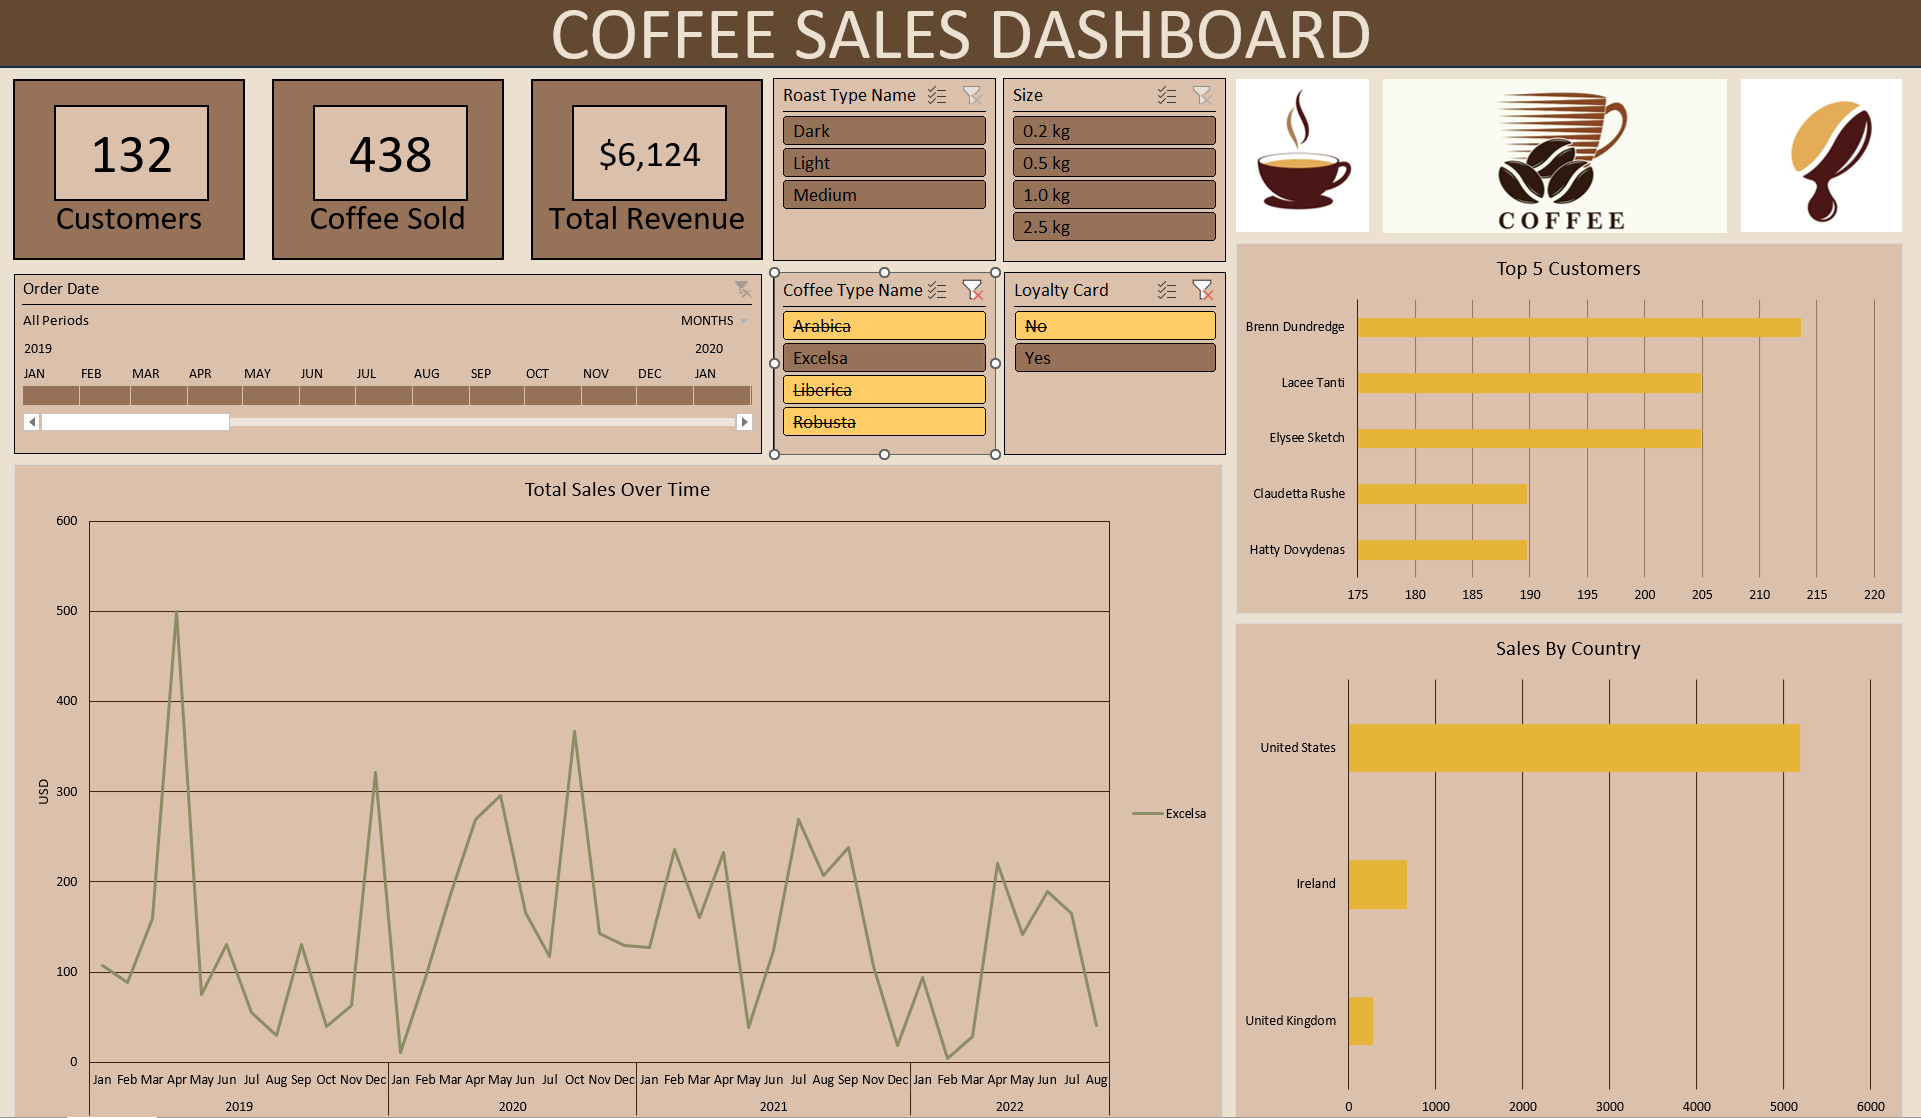 COFFEE SALES DASHBOARD
132
Customers
438
Coffee Sold
$6,124
Total Revenue
Roast Type Name
Dark
Light
Medium
Size
0.2 kg
0.5 kg
1.0 kg
2.5 kg
COFFEE
Order Date
All Periods
MONTHS
2019 2020
JAN FEB MAR APR MAY JUN JUL AUG SEP OCT NOV DEC JAN
Coffee Type Name
Arabica
Excelsa
Liberica
Robusta
Loyalty Card
No
Yes
Top 5 Customers
Brenn Dundredge
Lacee Tanti
Elysee Sketch
Claudetta Rushe
Hatty Dovydenas
175 180 185 190 195 200 205 210 215 220
Total Sales Over Time
600
500
400
300
200
100
0
USD
Excelsa
Jan Feb Mar Apr May Jun Jul Aug Sep Oct Nov Dec Jan Feb Mar Apr May Jun Jul Oct Nov Dec Jan Feb Mar Apr May Jun Jul Aug Sep Nov Dec Jan Feb Mar Apr May Jun Jul Aug
2019 2020 2021 2022
Sales By Country
United States
Ireland
United Kingdom
0 1000 2000 3000 4000 5000 6000